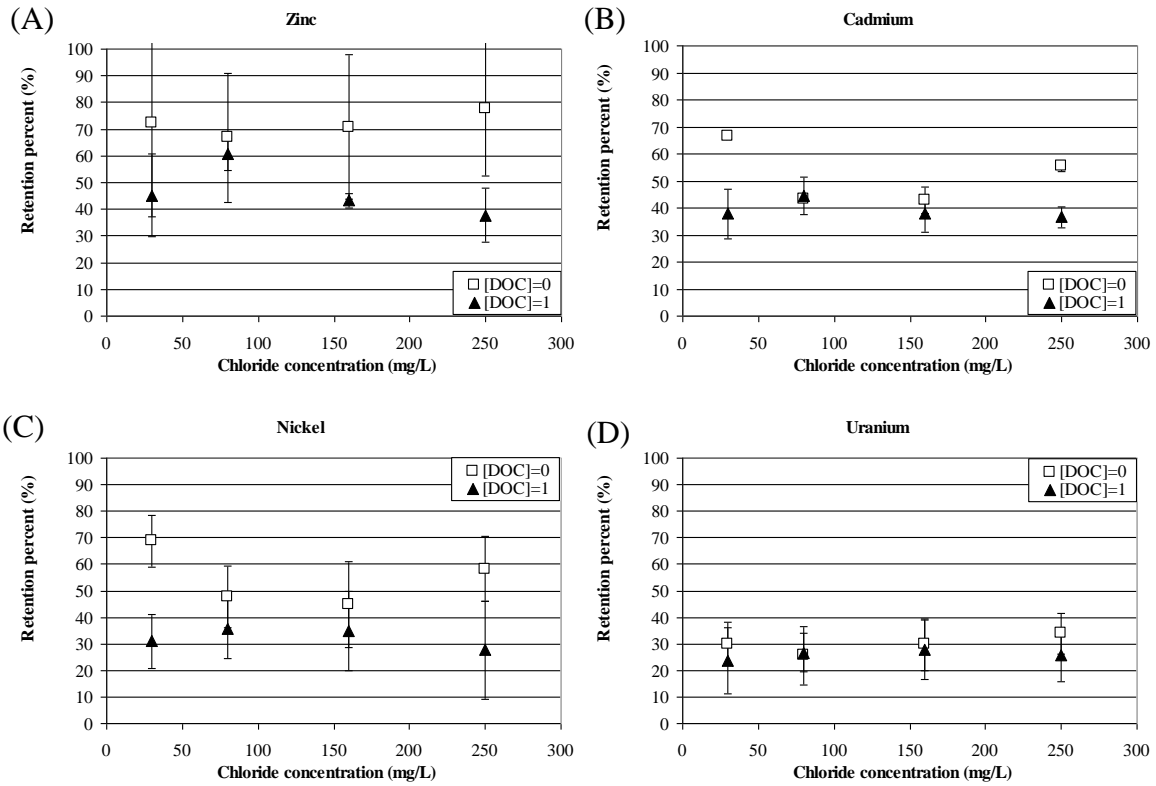 (A)
Zinc
Retention percent (%)
100
90
80
70
60
50
40
30
20
10
0
[DOC]=0
[DOC]=1
0 50 100 150 200 250 300
Chloride concentration (mg/L)
(B)
Cadmium
Retention percent (%)
100
90
80
70
60
50
40
30
20
10
0
[DOC]=0
[DOC]=1
0 50 100 150 200 250 300
Chloride concentration (mg/L)
(C)
Nickel
Retention percent (%)
100
90
80
70
60
50
40
30
20
10
0
[DOC]=0
[DOC]=1
0 50 100 150 200 250 300
Chloride concentration (mg/L)
(D)
Uranium
Retention percent (%)
100
90
80
70
60
50
40
30
20
10
0
[DOC]=0
[DOC]=1
0 50 100 150 200 250 300
Chloride concentration (mg/L)